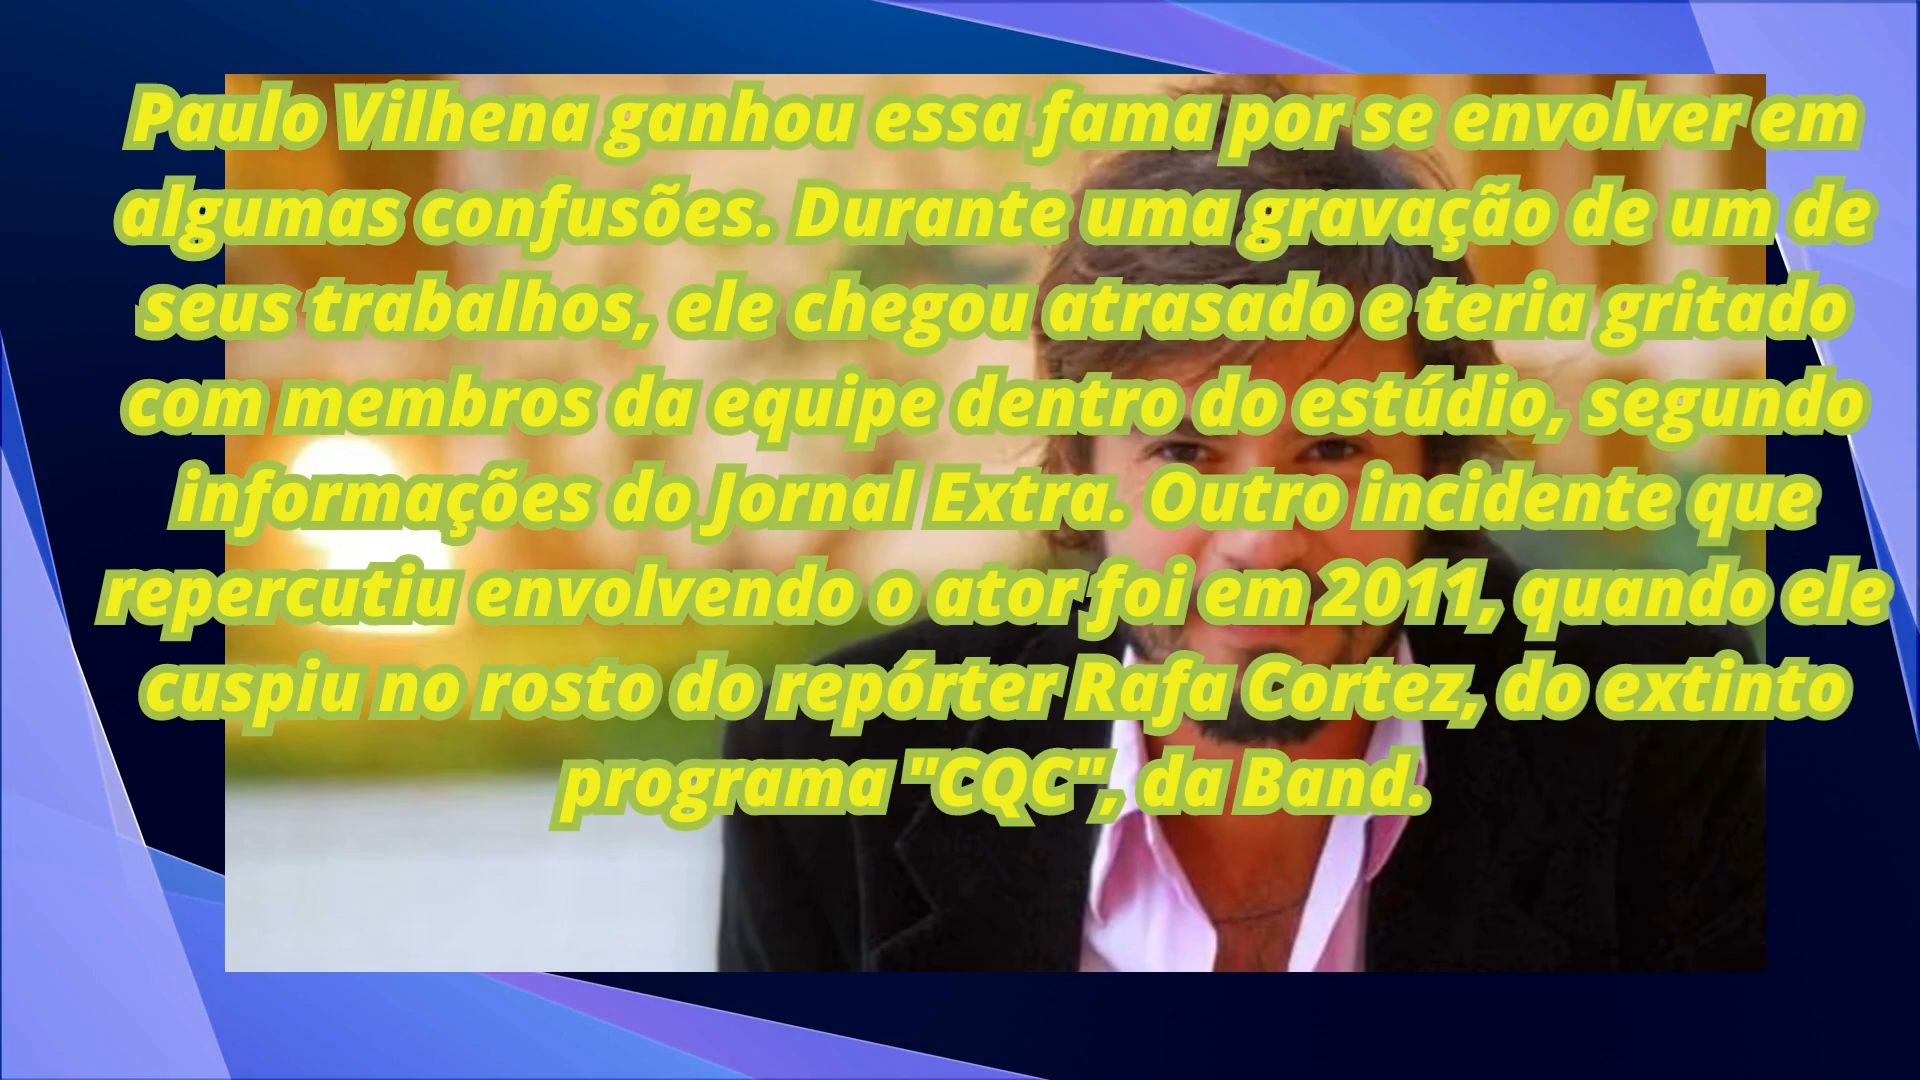 Paulo Vilhena ganhou essa fama por se envolver em
algumas confusões. Durante uma gravação de um de
seus trabalhos, ele chegou atrasado e teria gritado
com membros da equipe dentro do estúdio, segundo
informações do Jornal Extra. Outro incidente que
repercutiu envolvendo o ator foi em 2011, quando ele
cuspiu no rosto do repórter Rafa Cortez, do extinto
programa "CQC", da Band.